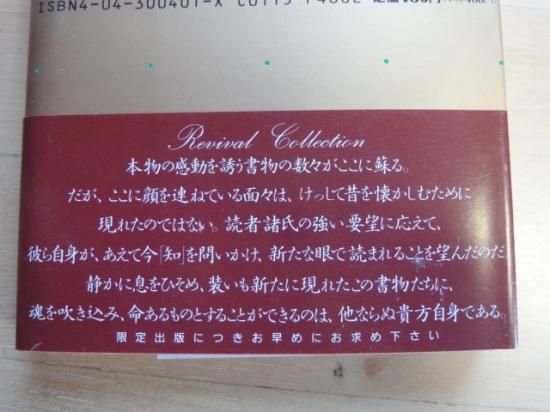 ISBN4-04-300401-X
Revival Collection
本物の感動を誘う書物の数々がここに蘇る。
だが、ここに顔を連ねている面々は、けっして昔を懐かしむために
現れたのではない。読者諸氏の強い要望に応えて、
彼ら自身が、あえて今「知」を問いかけ、新たな眼で読まれることを望んだのだ
静かに息をひそめ、装いも新たに現れたこの書物たちに、
魂を吹き込み、命あるものとすることができるのは、他ならぬ貴方自身である。
限定出版につきお早めにお求め下さい